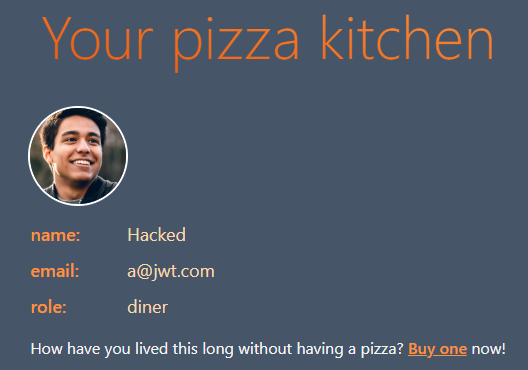 Your pizza kitchen
name: Hacked
email: a@jwt.com
role: diner
How have you lived this long without having a pizza? Buy one now!